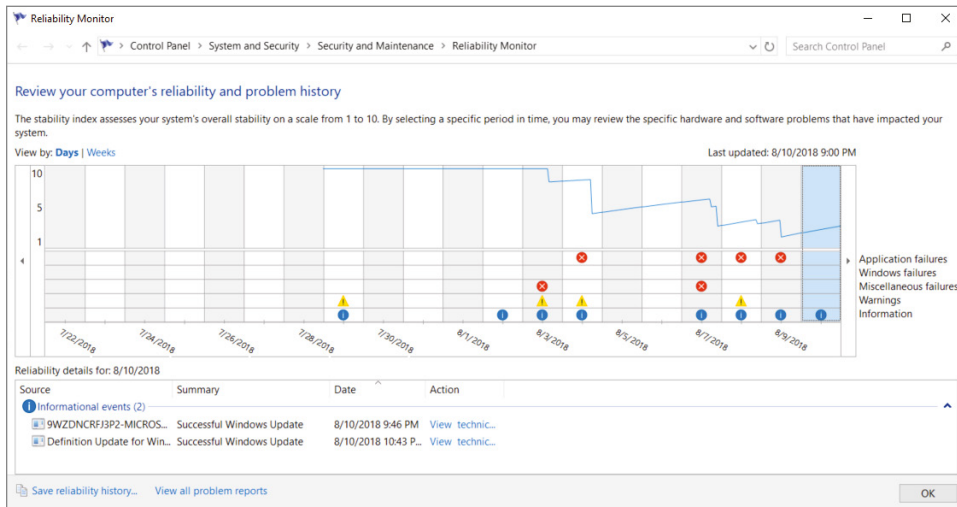 Reliability Monitor
Control Panel > System and Security > Security and Maintenance > Reliability Monitor
Search Control Panel
Review your computer's reliability and problem history
The stability index assesses your system's overall stability on a scale from 1 to 10. By selecting a specific period in time, you may review the specific hardware and software problems that have impacted your
system.
View by: Days | Weeks
Last updated: 8/10/2018 9:00 PM
10
5
1
Application failures
Windows failures
Miscellaneous failures
Warnings
Information
7/22/2018 7/24/2018 7/26/2018 7/28/2018 7/30/2018 8/1/2018 8/3/2018 8/5/2018 8/7/2018 8/9/2018
Reliability details for: 8/10/2018
Source Summary Date Action
Informational events (2)
9WZDNCRFJ3P2-MICROS... Successful Windows Update 8/10/2018 9:46 PM View technic...
Definition Update for Win... Successful Windows Update 8/10/2018 10:43 P... View technic...
Save reliability history... View all problem reports
OK